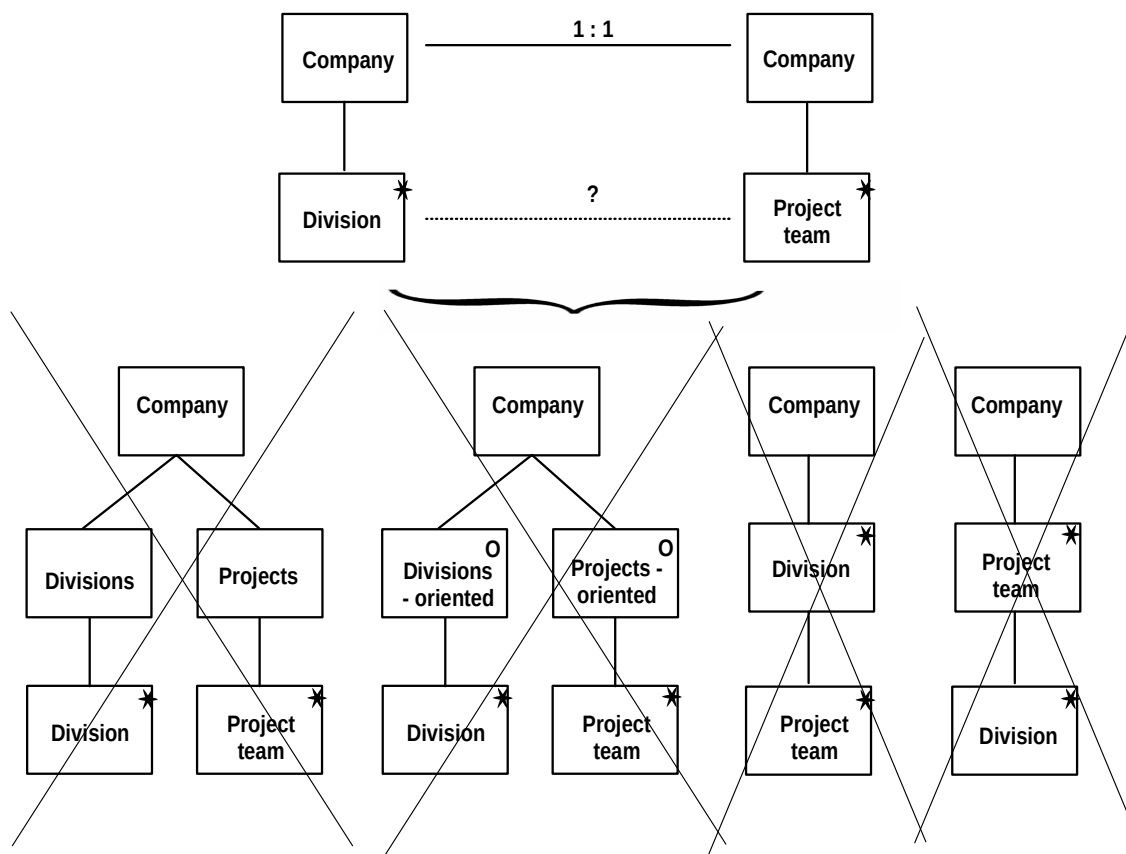 1 : 1
Company
Company
?
Division
Project
team
Company
Company
Company
Company
Divisions
Projects
O
Divisions
- oriented
O
Projects -
oriented
Division
Project
team
Division
Project
team
Division
Project
team
Project
team
Division